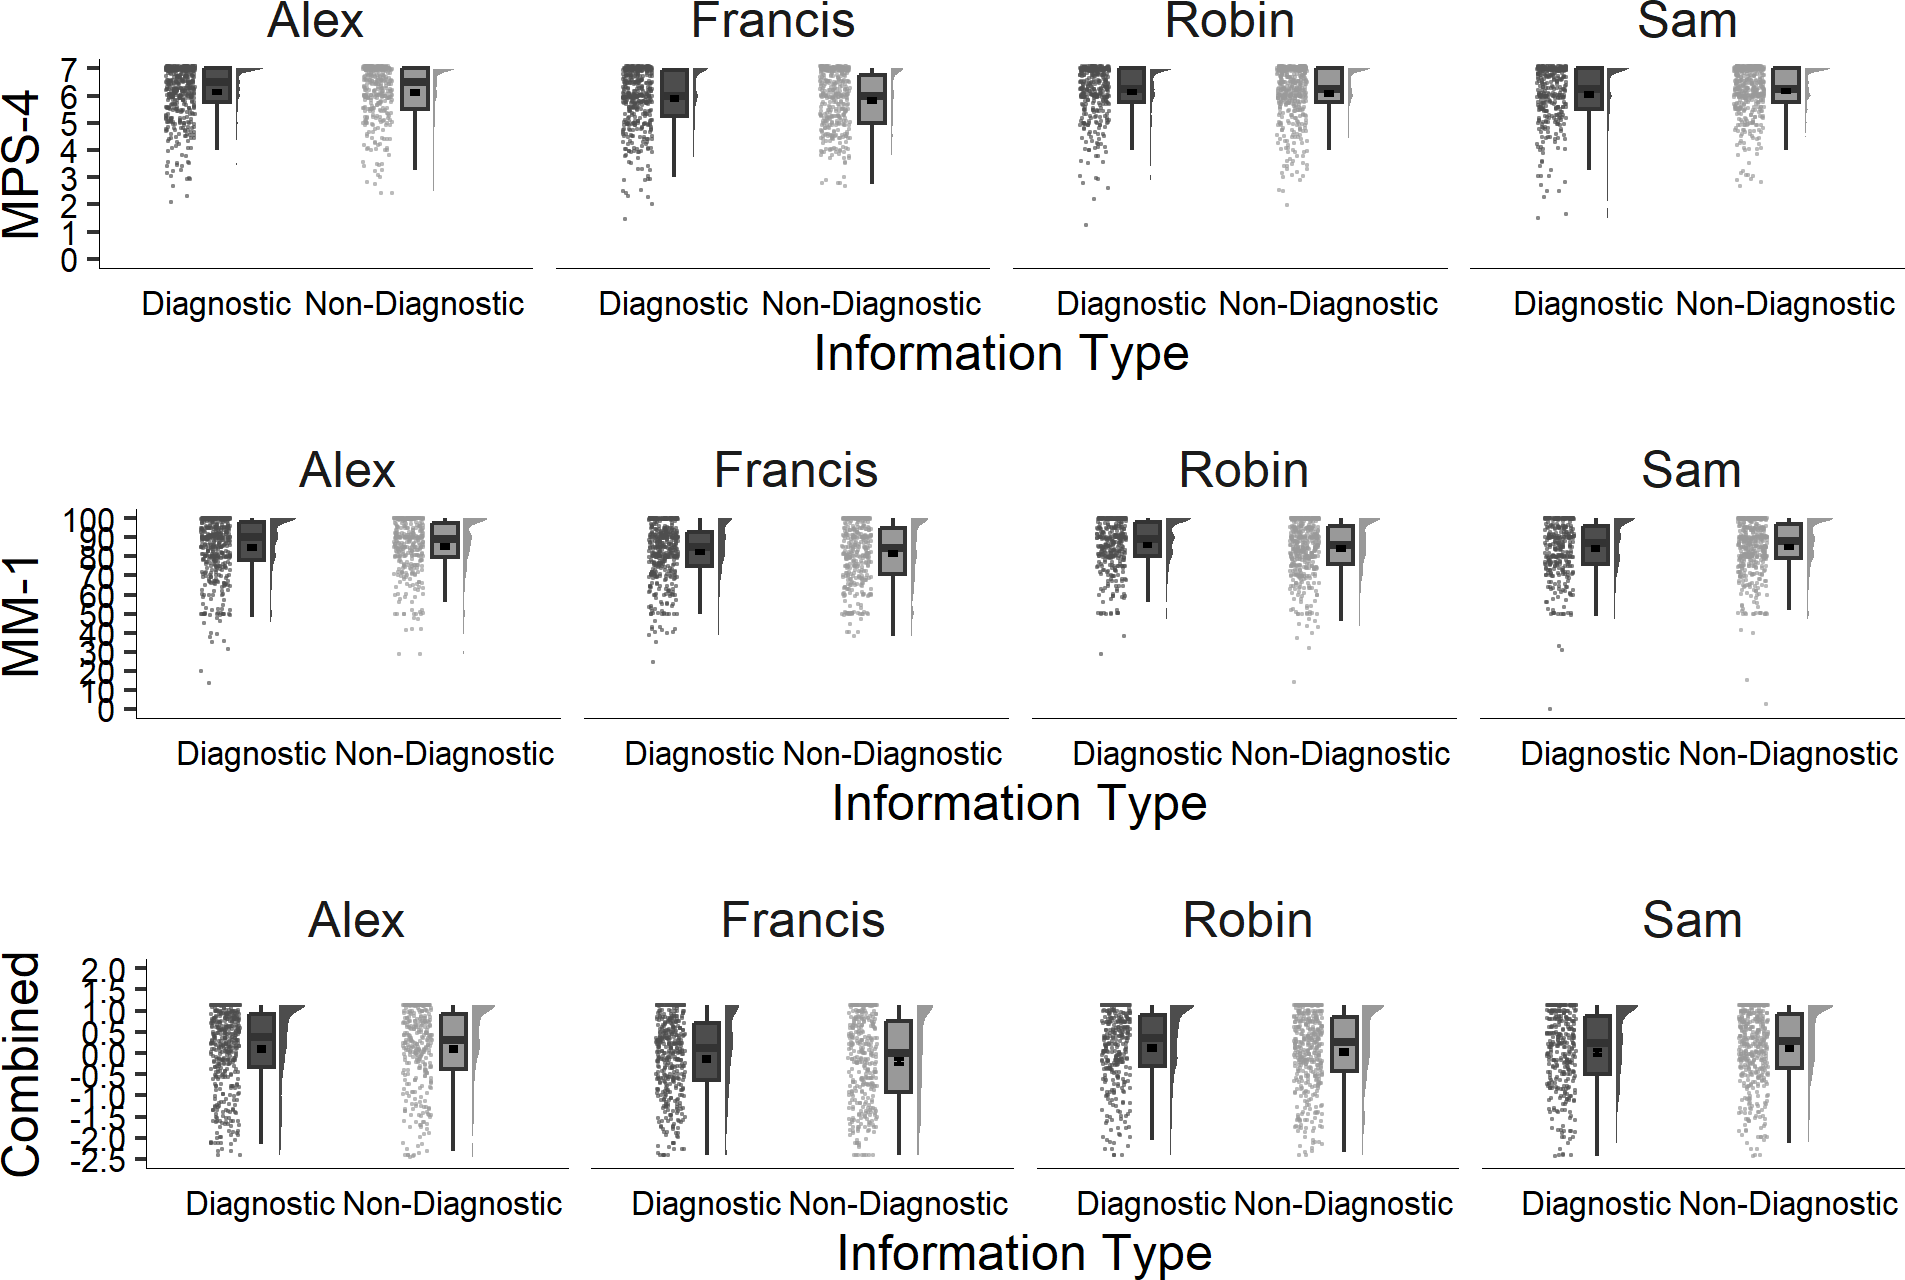 Alex Francis Robin Sam
MPS-4
7
6
5
4
3
2
1
0
Diagnostic Non-Diagnostic Diagnostic Non-Diagnostic Diagnostic Non-Diagnostic Diagnostic Non-Diagnostic
Information Type
Alex Francis Robin Sam
MM-1
100
90
80
70
60
50
40
30
20
10
0
Diagnostic Non-Diagnostic Diagnostic Non-Diagnostic Diagnostic Non-Diagnostic Diagnostic Non-Diagnostic
Information Type
Alex Francis Robin Sam
Combined
2.0
1.5
1.0
0.5
0.0
-0.5
-1.0
-1.5
-2.0
-2.5
Diagnostic Non-Diagnostic Diagnostic Non-Diagnostic Diagnostic Non-Diagnostic Diagnostic Non-Diagnostic
Information Type